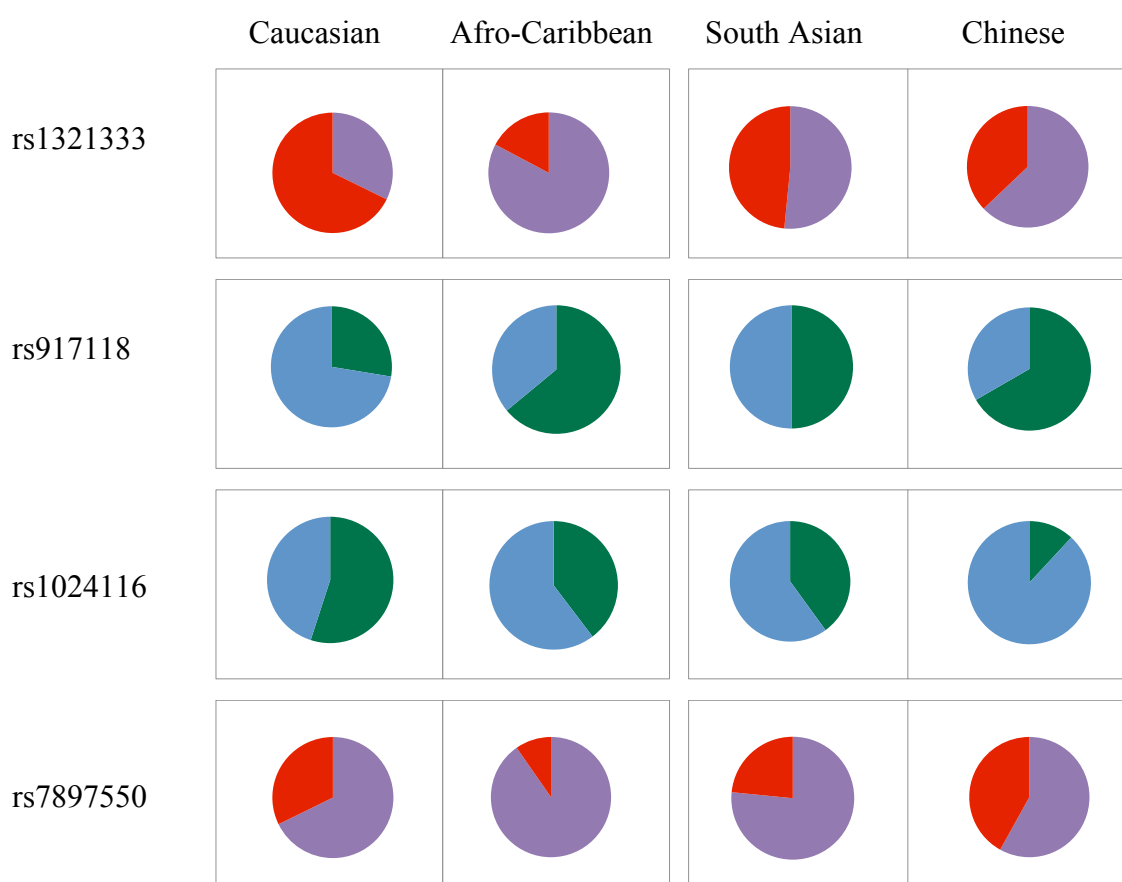 Caucasian Afro-Caribbean South Asian Chinese
rs1321333
rs917118
rs1024116
rs7897550